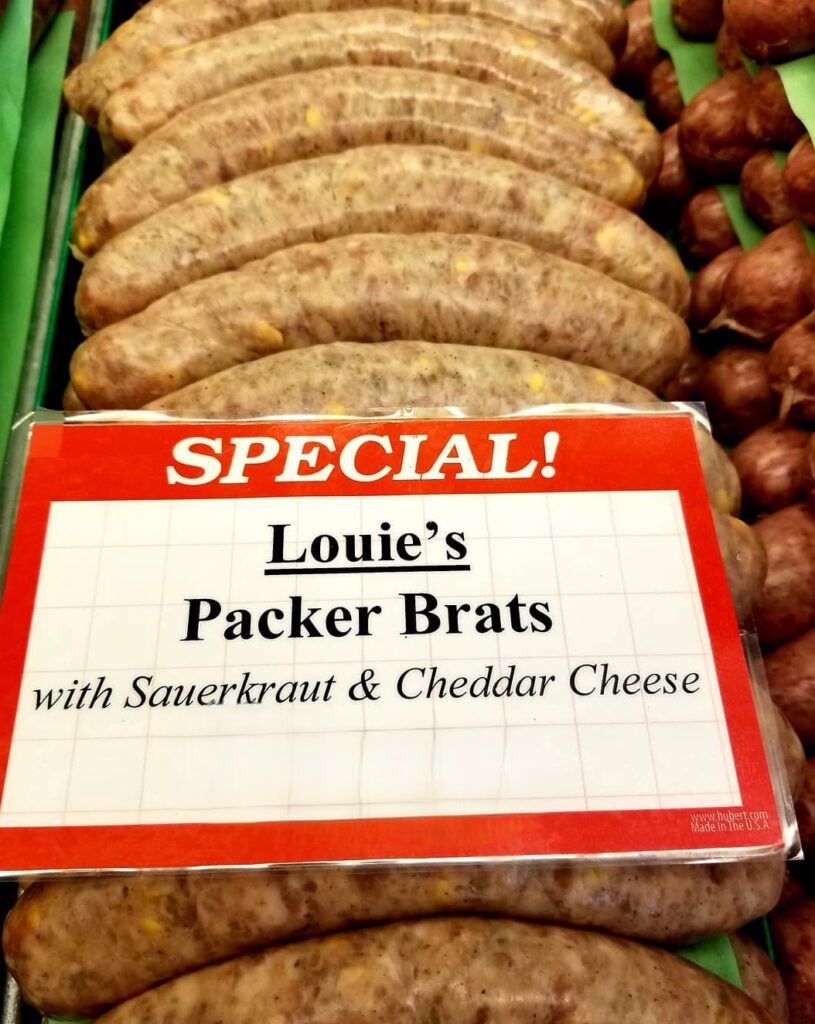 SPECIAL!
Louie's
Packer Brats
with Sauerkraut & Cheddar Cheese
www.hubert.com
Made In The U.S.A.